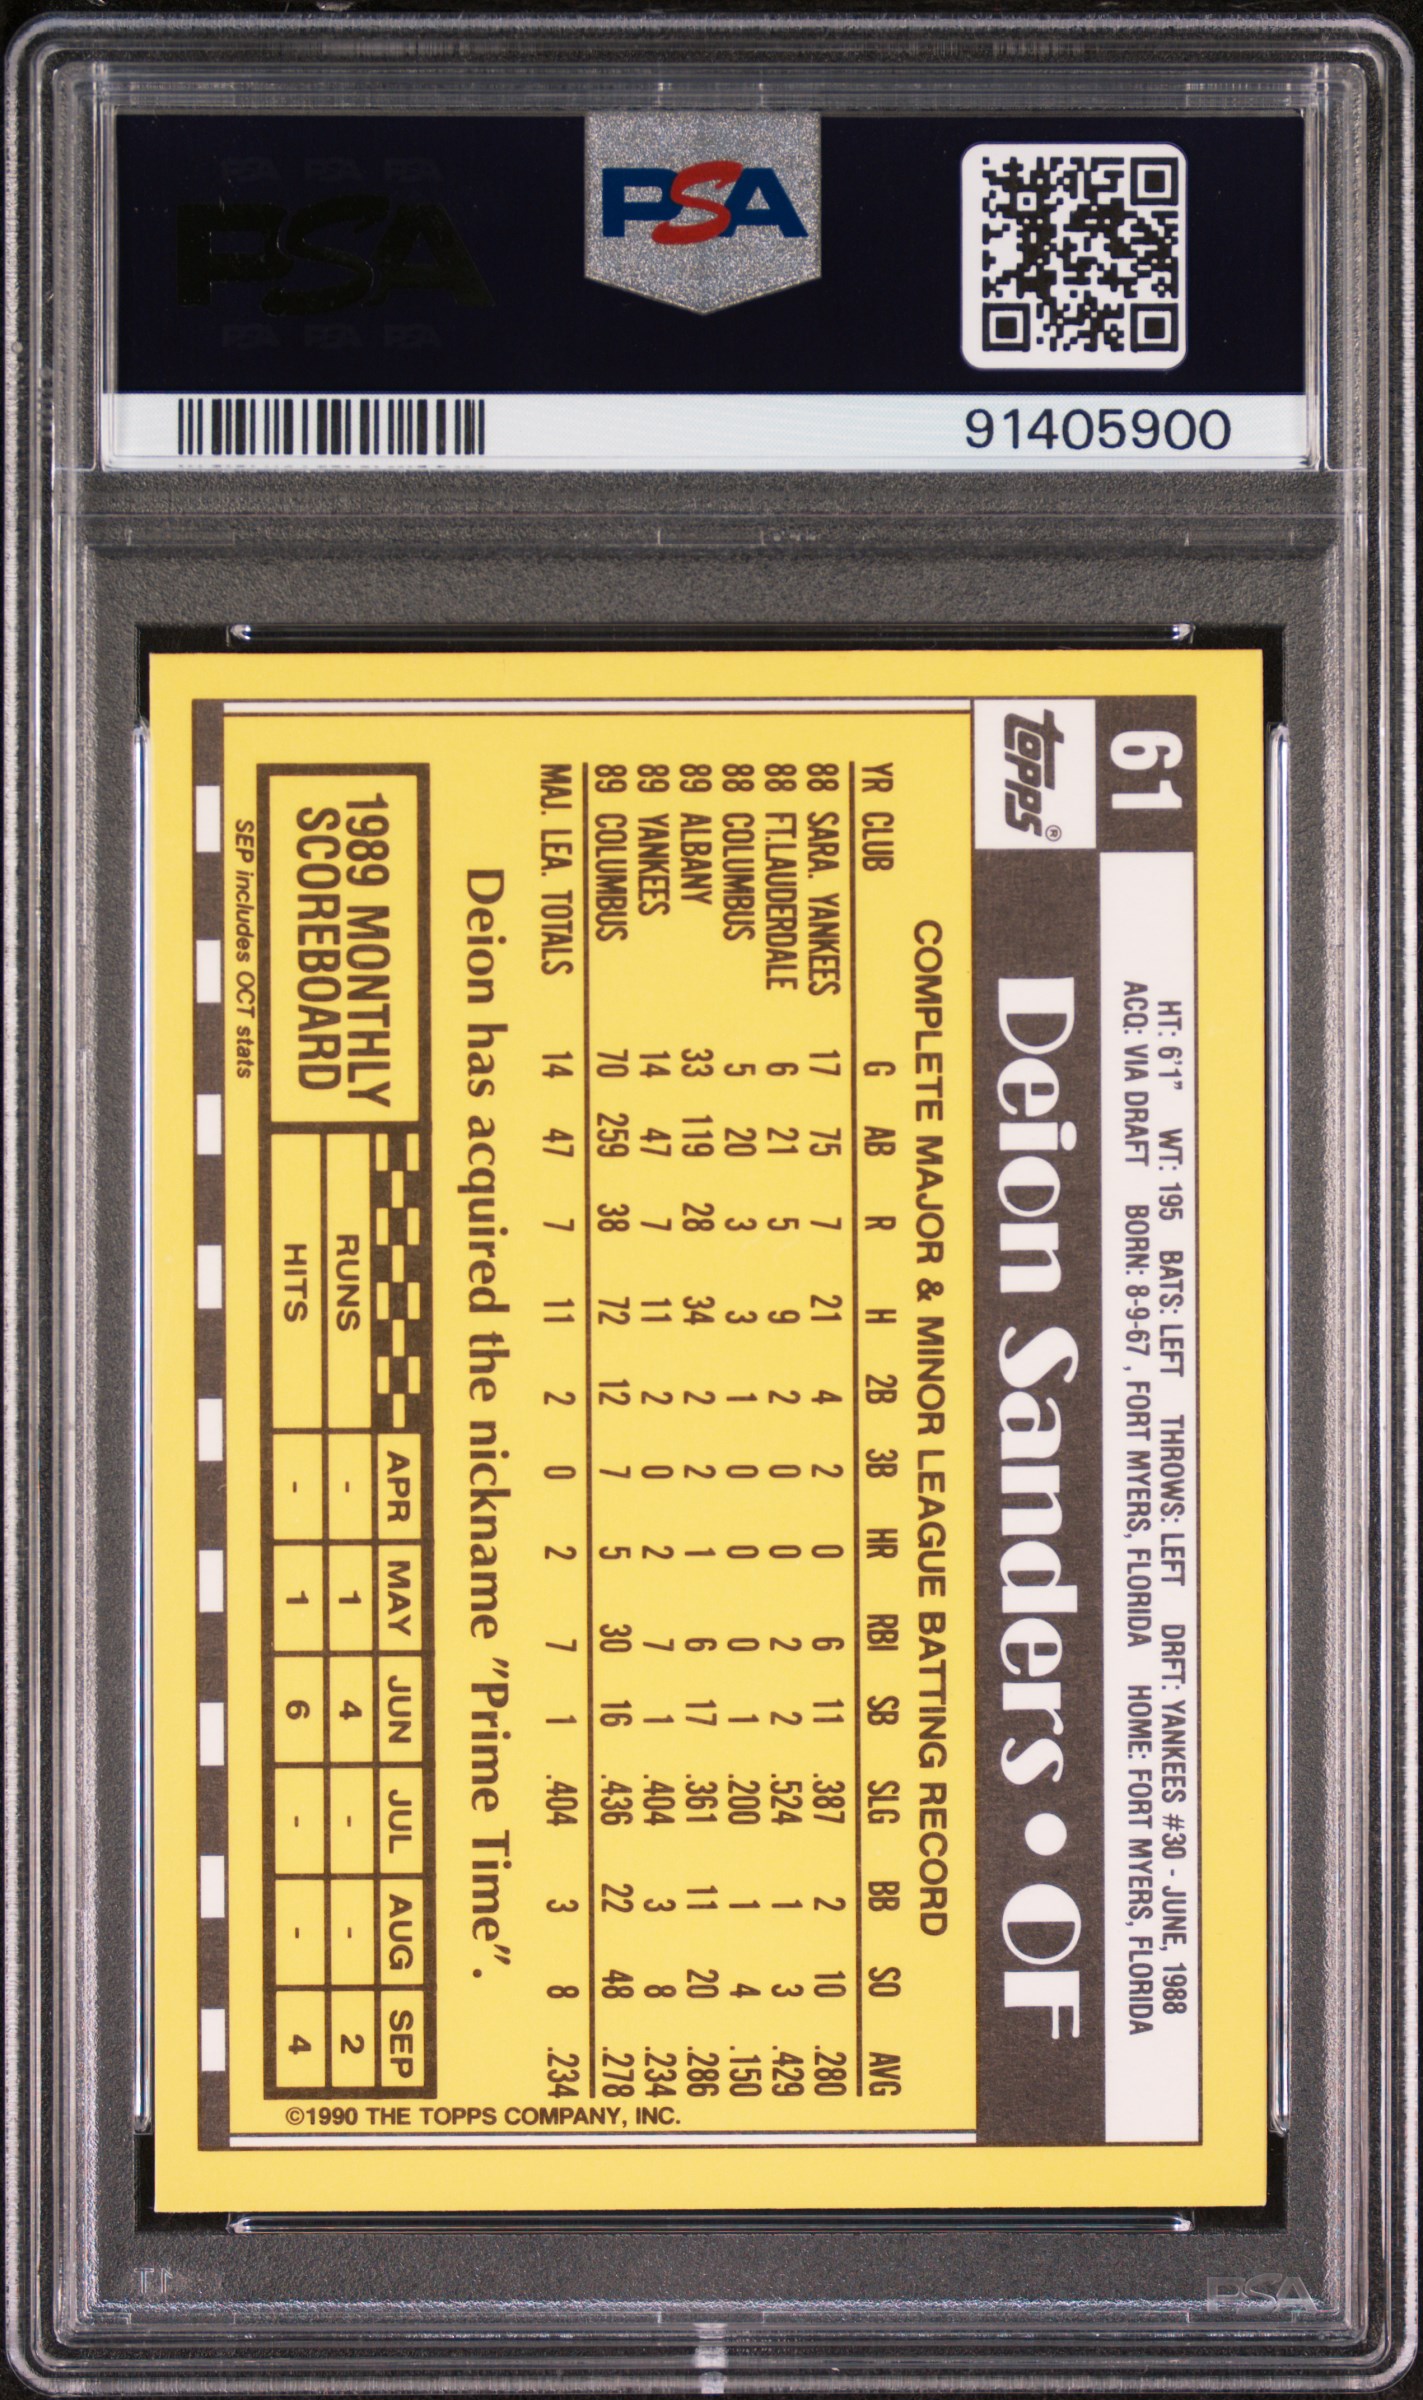 PSA PSA PSA
PSA
PSA PSA PSA
PSA
91405900
61
HT: 6'1" WT: 195 BATS: LEFT THROWS: LEFT DRFT: YANKEES #30 - JUNE, 1988
ACQ: VIA DRAFT BORN: 8-9-67, FORT MYERS, FLORIDA HOME: FORT MYERS, FLORIDA
topps®
Deion Sanders • OF
COMPLETE MAJOR & MINOR LEAGUE BATTING RECORD
YR CLUB G AB R H 2B 3B HR RBI SB SLG BB SO AVG
88 SARA. YANKEES 17 75 7 21 4 2 0 6 11 .387 2 10 .280
88 FT.LAUDERDALE 6 21 5 9 2 0 0 2 2 .524 1 3 .429
88 COLUMBUS 5 20 3 3 1 0 0 0 1 .200 1 4 .150
89 ALBANY 33 119 28 34 2 2 1 6 17 .361 11 20 .286
89 YANKEES 14 47 7 11 2 0 2 7 1 .404 3 8 .234
89 COLUMBUS 70 259 38 72 12 7 5 30 16 .436 22 48 .278
MAJ. LEA. TOTALS 14 47 7 11 2 0 2 7 1 .404 3 8 .234
Deion has acquired the nickname "Prime Time".
1989 MONTHLY
SCOREBOARD
APR MAY JUN JUL AUG SEP
RUNS - 1 4 - - 2
HITS - 1 6 - - 4
SEP includes OCT stats
©1990 THE TOPPS COMPANY, INC.
PSA